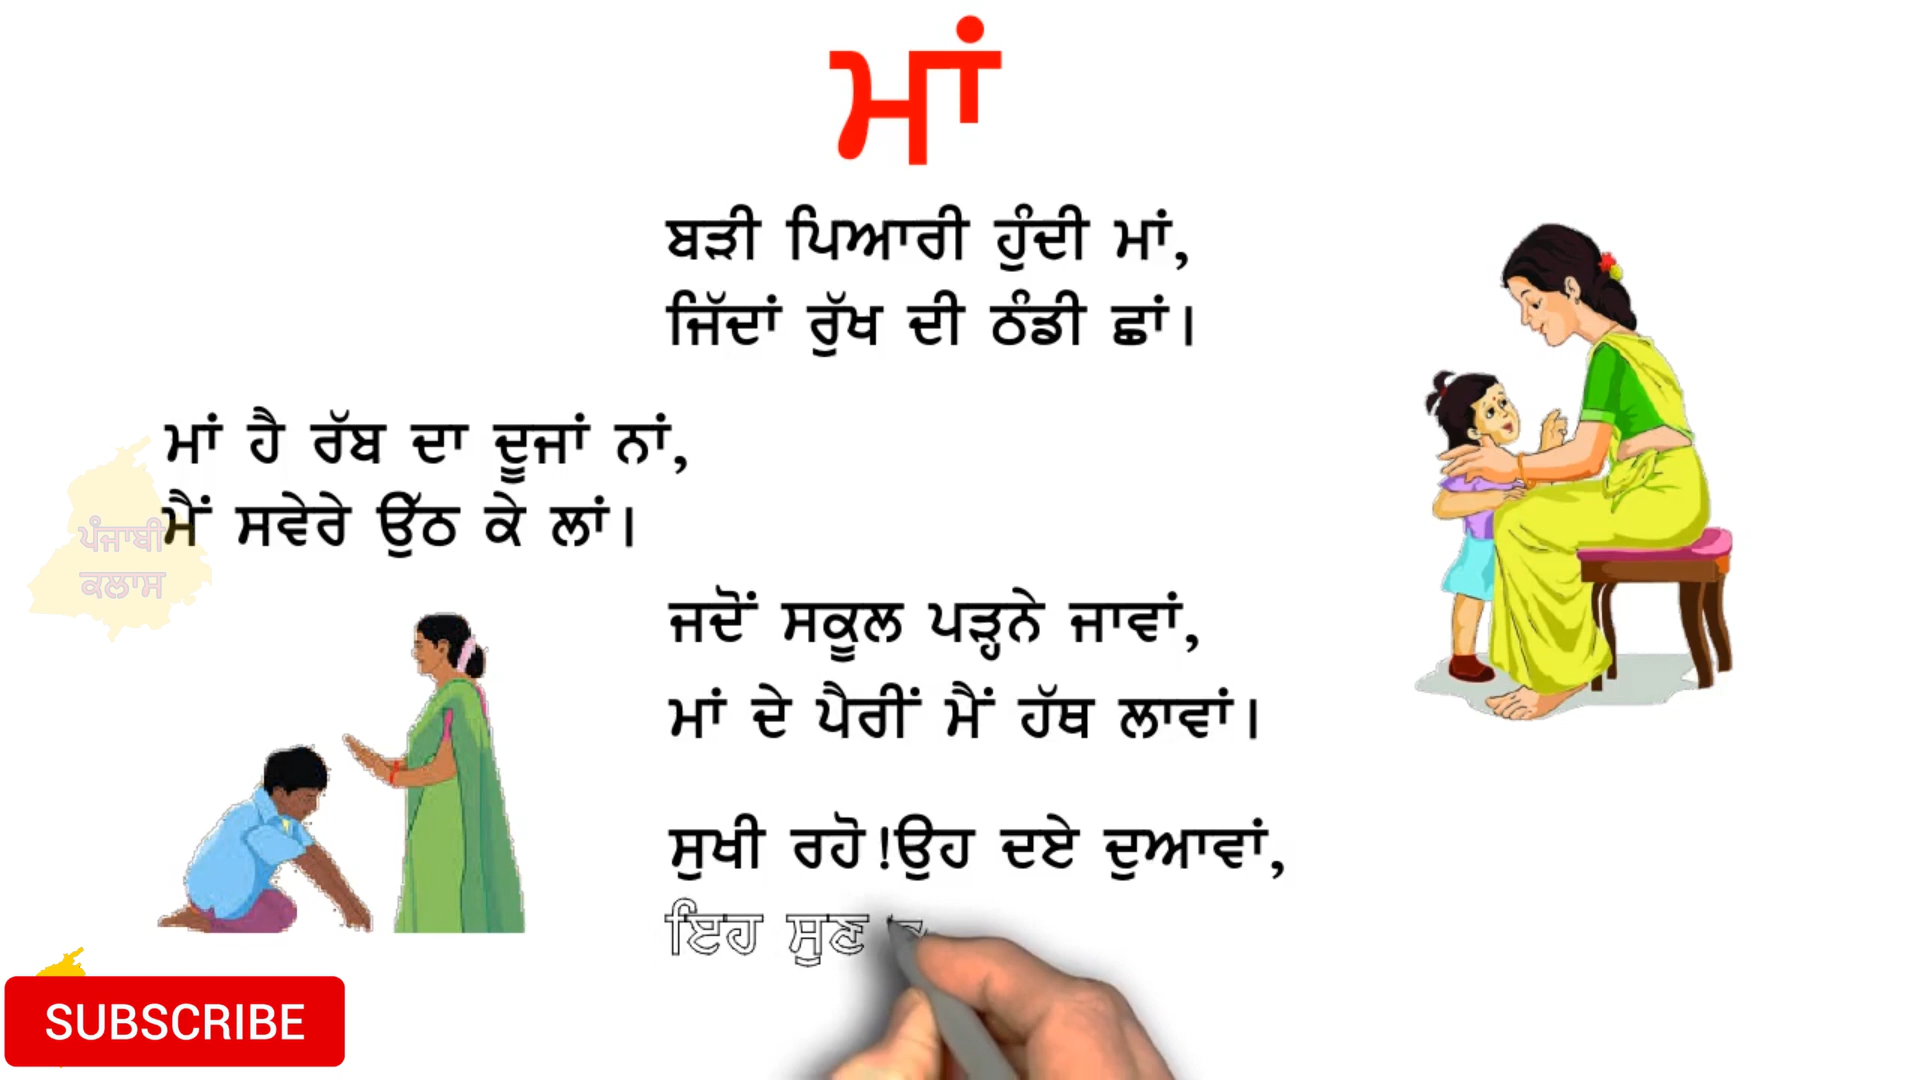 ਮਾਂ
ਬੜੀ ਪਿਆਰੀ ਹੁੰਦੀ ਮਾਂ,
ਜਿੱਦਾਂ ਰੁੱਖ ਦੀ ਠੰਡੀ ਛਾਂ।
ਮਾਂ ਹੈ ਰੱਬ ਦਾ ਦੂਜਾਂ ਨਾਂ,
ਮੈਂ ਸਵੇਰੇ ਉੱਠ ਕੇ ਲਾਂ।
ਪੰਜਾਬੀ
ਕਲਾਸ
ਜਦੋਂ ਸਕੂਲ ਪੜ੍ਹਨੇ ਜਾਵਾਂ,
ਮਾਂ ਦੇ ਪੈਰੀਂ ਮੈਂ ਹੱਥ ਲਾਵਾਂ।
ਸੁਖੀ ਰਹੋ!ਉਹ ਦਏ ਦੁਆਵਾਂ,
ਇਹ ਸੁਣ
SUBSCRIBE